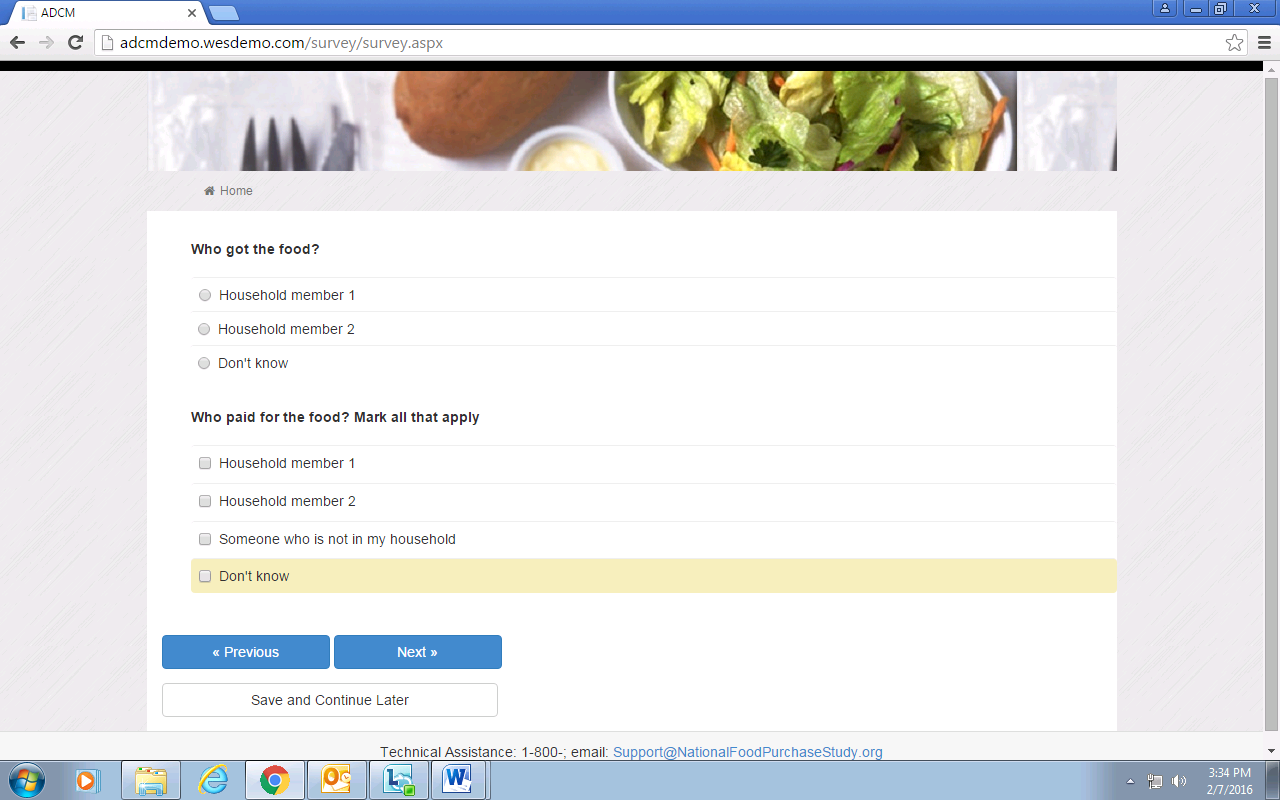 ADCM
adcmdemo.wesdemo.com/survey/survey.aspx
Home
Who got the food?
Household member 1
Household member 2
Don't know
Who paid for the food? Mark all that apply
Household member 1
Household member 2
Someone who is not in my household
Don't know
« Previous Next »
Save and Continue Later
Technical Assistance: 1-800-; email: Support@NationalFoodPurchaseStudy.org
3:34 PM
2/7/2016